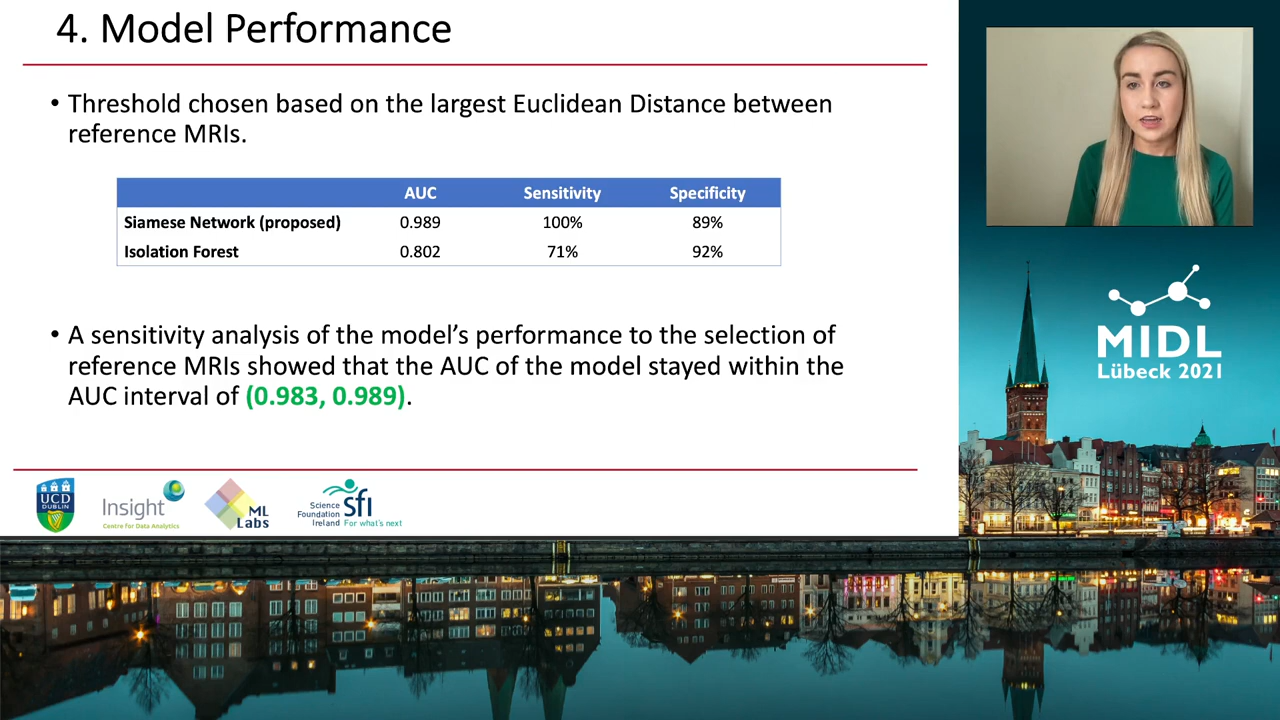 4. Model Performance
• Threshold chosen based on the largest Euclidean Distance between
reference MRIs.
AUC Sensitivity Specificity
Siamese Network (proposed) 0.989 100% 89%
Isolation Forest 0.802 71% 92%
• A sensitivity analysis of the model's performance to the selection of
reference MRIs showed that the AUC of the model stayed within the
AUC interval of (0.983, 0.989).
UCD
DUBLIN
Insight
Centre for Data Analytics
ML
Labs
Science
Foundation
Ireland
sfi
For what's next
MIDL
Lübeck 2021